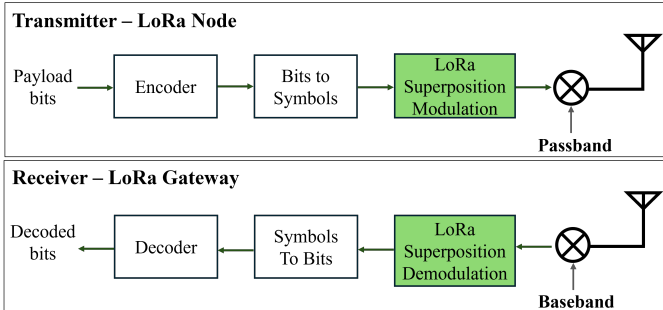 Transmitter – LoRa Node
Payload
bits
Encoder
Bits to
Symbols
LoRa
Superposition
Modulation
Passband
Receiver – LoRa Gateway
Decoded
bits
Decoder
Symbols
To Bits
LoRa
Superposition
Demodulation
Baseband